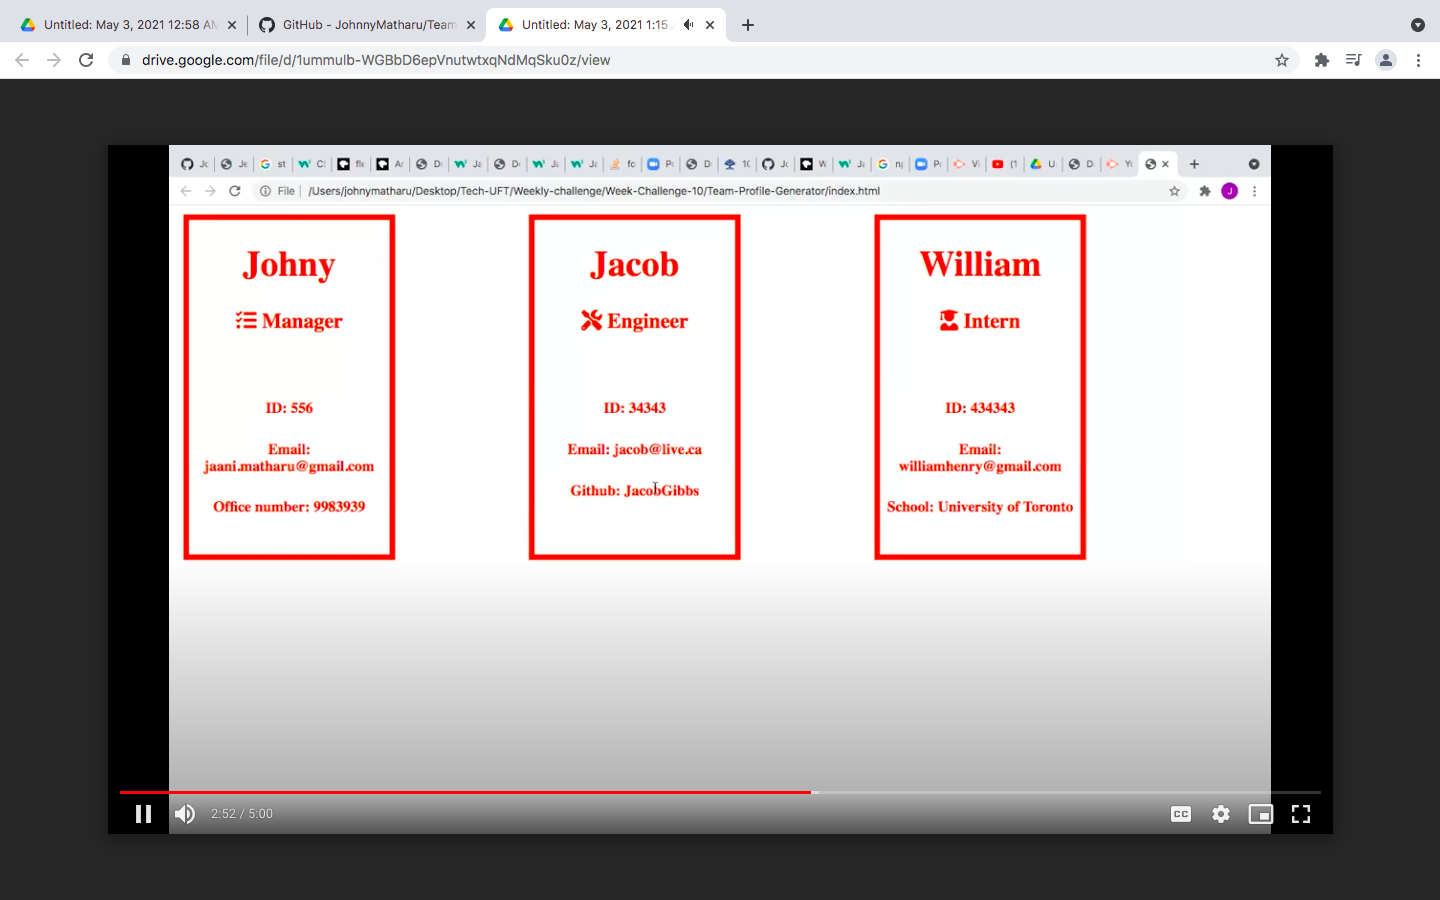 Untitled: May 3, 2021 12:58 AM
GitHub - JohnnyMatharu/Team
Untitled: May 3, 2021 1:15
drive.google.com/file/d/1ummulb-WGBbD6epVnutwtxqNdMqSku0z/view
File
/Users/johnymatharu/Desktop/Tech-UFT/Weekly-challenge/Week-Challenge-10/Team-Profile-Generator/index.html
J
Johny
Manager
ID: 556
Email:
jaani.matharu@gmail.com
Office number: 9983939
Jacob
Engineer
ID: 34343
Email: jacob@live.ca
Github: JacobGibbs
William
Intern
ID: 434343
Email:
williamhenry@gmail.com
School: University of Toronto
2:52 / 5:00
CC